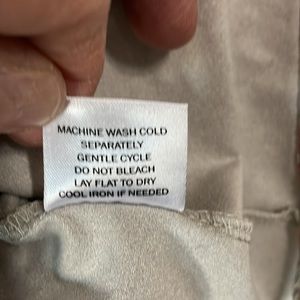 MACHINE WASH COLD
SEPARATELY
GENTLE CYCLE
DO NOT BLEACH
LAY FLAT TO DRY
COOL IRON IF NEEDED